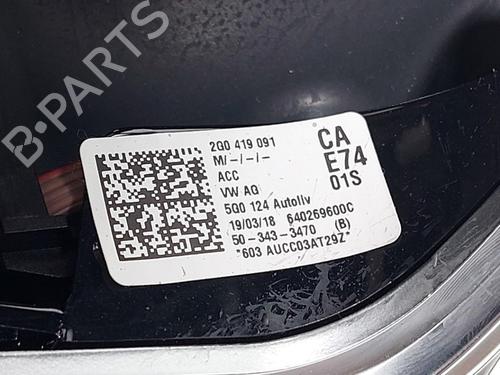 B-PARTS
2G0 419 091
MI/-/-/-
ACC
VW AG
5Q0 124 Autoliv
19/03/18 640269600C
50-343-3470 (B)
*603 AUCC03AT29Z*
CA
E74
01S